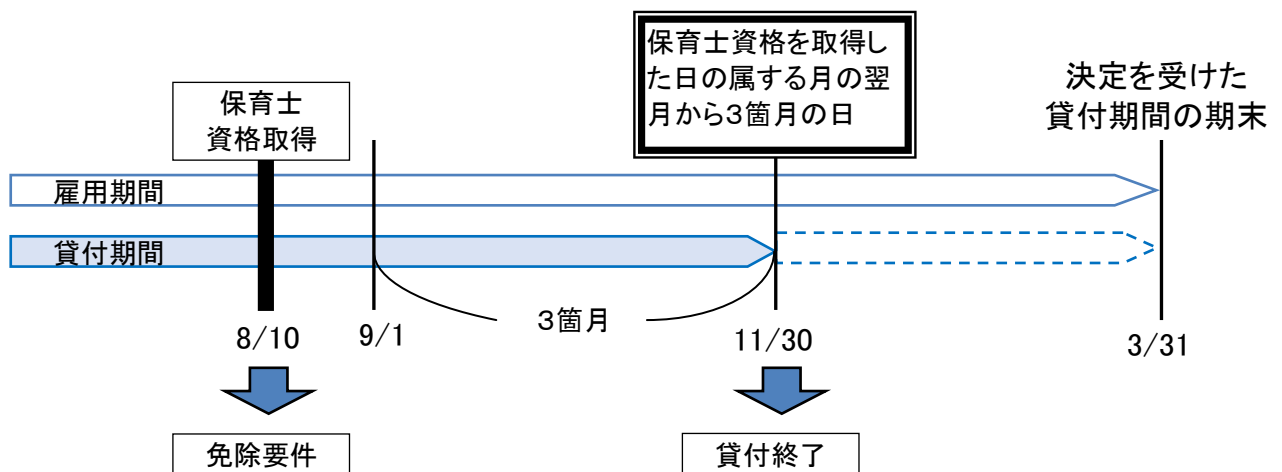 保育士資格を取得し
た日の属する月の翌
月から3箇月の日
決定を受けた
貸付期間の期末
保育士
資格取得
雇用期間
貸付期間
3箇月
8/10
9/1
11/30
3/31
免除要件
貸付終了